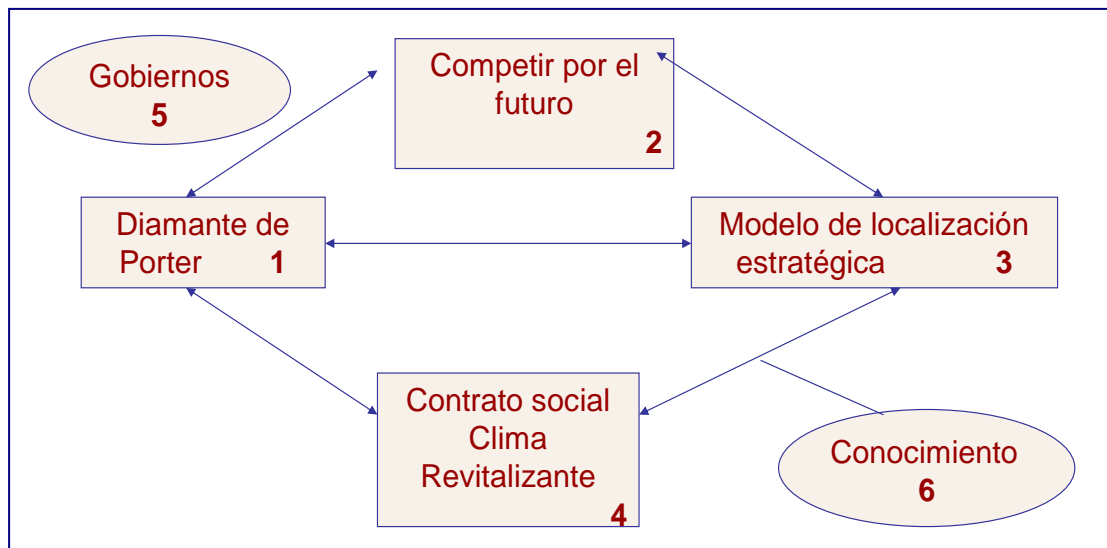 Gobiernos
5
Competir por el
futuro
2
Diamante de
Porter 1
Modelo de localización
estratégica 3
Contrato social
Clima
Revitalizante
4
Conocimiento
6